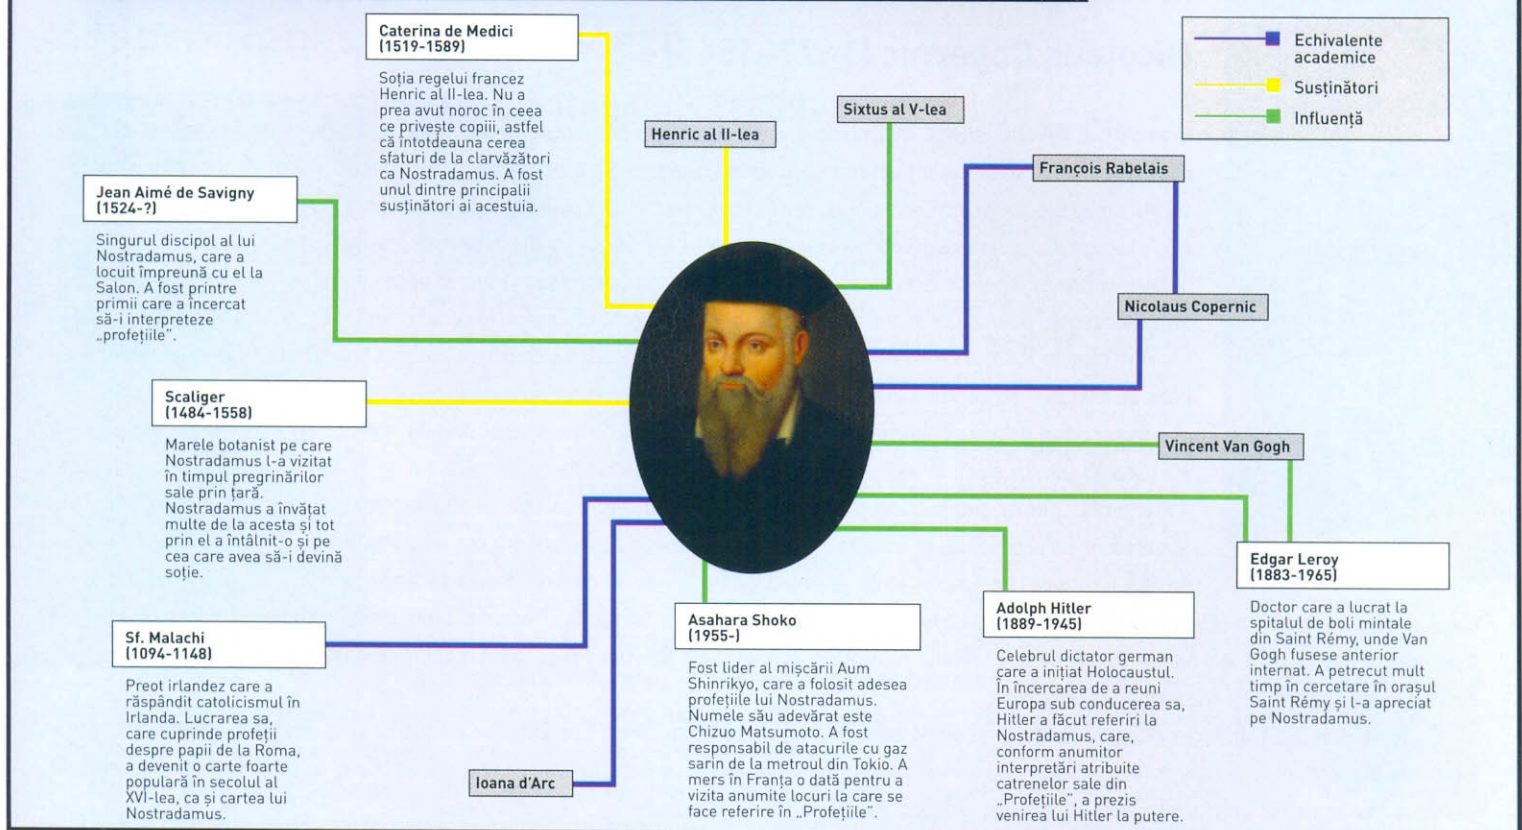 Caterina de Medici
(1519-1589)
Soția regelui francez
Henric al II-lea. Nu a
prea avut noroc în ceea
ce privește copiii, astfel
că întotdeauna cerea
sfaturi de la clarvăzători
ca Nostradamus. A fost
unul dintre principalii
susținători ai acestuia.
Henric al II-lea
Sixtus al V-lea
Echivalente
academice
Susținători
Influență
François Rabelais
Nicolaus Copernic
Jean Aimé de Savigny
(1524-?)
Singurul discipol al lui
Nostradamus, care a
locuit împreună cu el la
Salon. A fost printre
primii care a încercat
să-i interpreteze
„profețiile”.
Scaliger
(1484-1558)
Marele botanist pe care
Nostradamus l-a vizitat
în timpul pregrinărilor
sale prin țară.
Nostradamus a învățat
multe de la acesta și tot
prin el a întâlnit-o și pe
cea care avea să-i devină
soție.
Vincent Van Gogh
Edgar Leroy
(1883-1965)
Doctor care a lucrat la
spitalul de boli mintale
din Saint Rémy, unde Van
Gogh fusese anterior
internat. A petrecut mult
timp în cercetare în orașul
Saint Rémy și l-a apreciat
pe Nostradamus.
Sf. Malachi
(1094-1148)
Preot irlandez care a
răspândit catolicismul în
Irlanda. Lucrarea sa,
care cuprinde profeții
despre papii de la Roma,
a devenit o carte foarte
populară în secolul al
XVI-lea, ca și cartea lui
Nostradamus.
Ioana d'Arc
Asahara Shoko
(1955-)
Fost lider al mișcării Aum
Shinrikyo, care a folosit adesea
profețiile lui Nostradamus.
Numele său adevărat este
Chizuo Matsumoto. A fost
responsabil de atacurile cu gaz
sarin de la metroul din Tokio. A
mers în Franța o dată pentru a
vizita anumite locuri la care se
face referire în „Profețiile”.
Adolph Hitler
(1889-1945)
Celebrul dictator german
care a inițiat Holocaustul.
În încercarea de a reuni
Europa sub conducerea sa,
Hitler a făcut referiri la
Nostradamus, care,
conform anumitor
interpretări atribuite
catrenelor sale din
„Profețiile”, a prezis
venirea lui Hitler la putere.